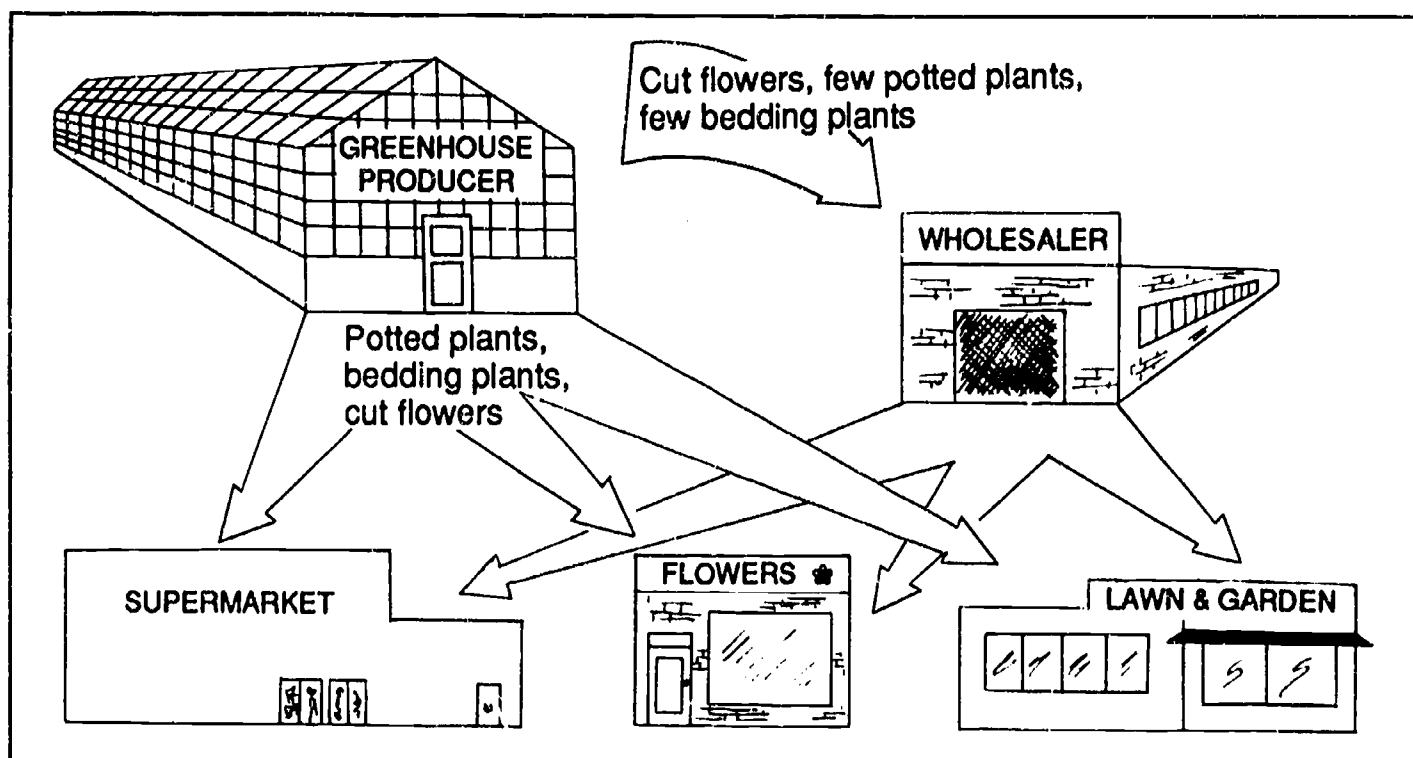 Cut flowers, few potted plants,
few bedding plants
GREENHOUSE
PRODUCER
WHOLESALER
Potted plants,
bedding plants,
cut flowers
SUPERMARKET
FLOWERS
LAWN & GARDEN